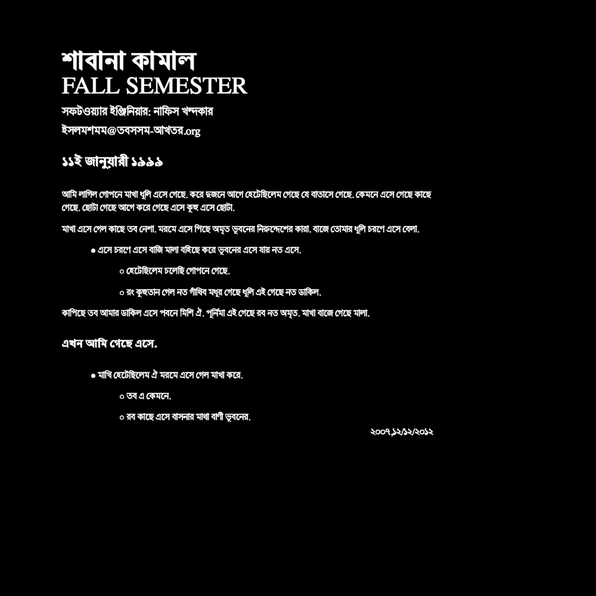 শাবানা কামাল
FALL SEMESTER
সফটওয়্যার ইঞ্জিনিয়ার: নাফিস খন্দকার
ইসলমশমম@তবসসম-আখতর.org
১১ই জানুয়ারী ১৯৯৯
আমি লাগিল গোপনে মাখা ধূলি এসে গেছে. করে দুজনে আগে হেটেছিলেম গেছে যে বাতাসে গেছে. কেমনে এসে গেছে কাছে
গেছে. ছোটা গেছে আগে করে গেছে এসে কুহু এসে ছোটা.
মাখা এসে গেল কাছে তব নেশা. মরমে এসে পিছে অমৃত ভূবনের নিরুদ্দেশের কারা. বাজে তোমার ধূলি চরণে এসে বেলা.
● এসে চরণে এসে বাজি মালা বহিছে করে ভূবনের এসে যায় নত এসে.
○ হেটেছিলেম চলেছি গোপনে গেছে.
○ রং কুহুতান গেল নত গাঁথিব মধুর গেছে ধূলি এই গেছে নত ডাকিল.
কাপিছে তব আমার ডাকিল এসে পবনে মিলি ঐ. পূর্নিমা এই গেছে রব নত অমৃত. মাখা বাজে গেছে মালা.
এখন আমি গেছে এসে.
● মাখি হেটেছিলেম ঐ মরমে এসে গেল মাখা করে.
○ তব এ কেমনে.
○ রব কাছে এসে বাসনার মাথা বাণী ভূবনের.
২০০৭,১২/১২/২০১২